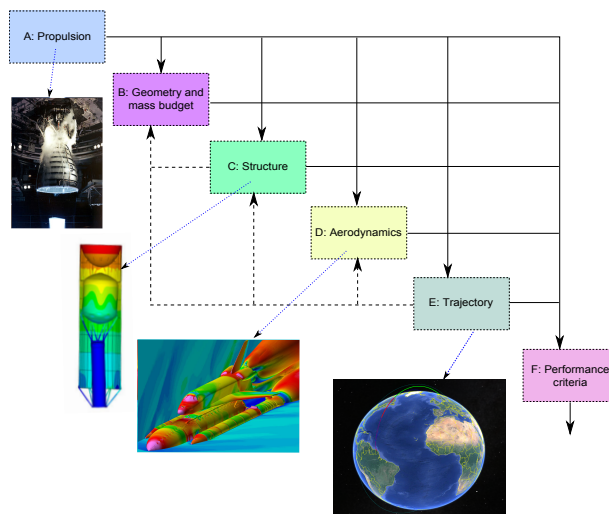 A: Propulsion
B: Geometry and
mass budget
C: Structure
D: Aerodynamics
E: Trajectory
F: Performance
criteria